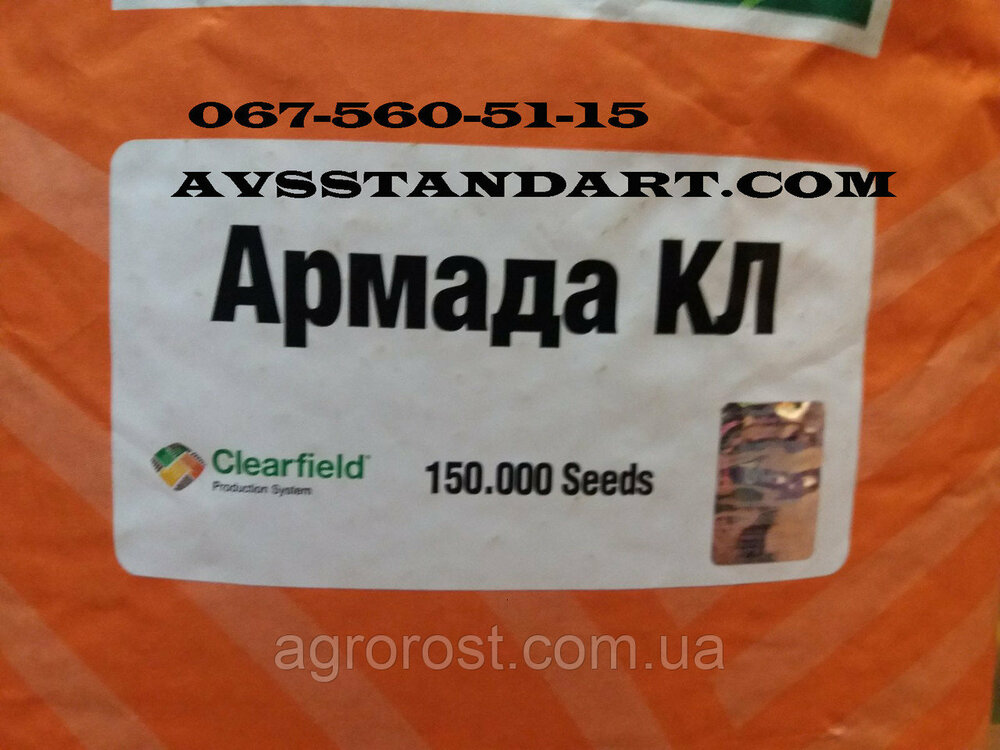 067-560-51-15
AVSSTANDART.COM
Армада КЛ
Clearfield®
Production System
150.000 Seeds
agrorost.com.ua